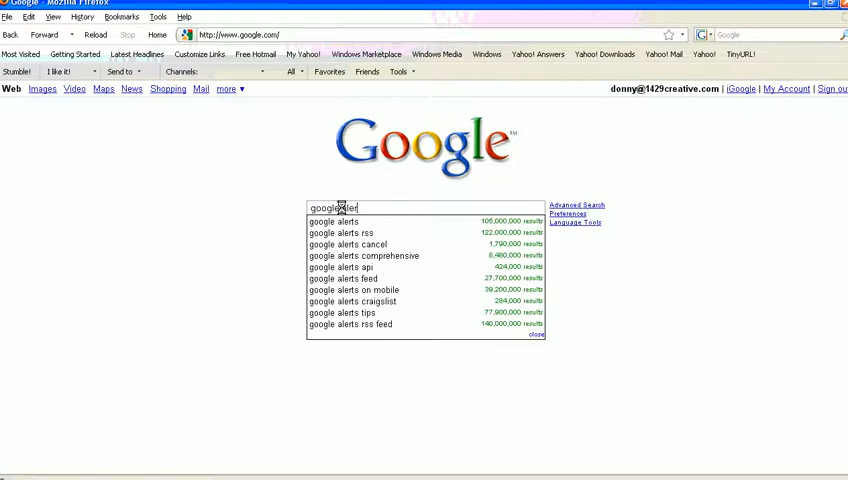 Google - Mozilla Firefox
File Edit View History Bookmarks Tools Help
Back Forward Reload Stop Home http://www.google.com/ Google
Most Visited Getting Started Latest Headlines Customize Links Free Hotmail My Yahoo! Windows Marketplace Windows Media Windows Yahoo! Answers Yahoo! Downloads Yahoo! Mail Yahoo! TinyURL!
Stumble! I like it! Send to Channels: All Favorites Friends Tools
Web Images Video Maps News Shopping Mail more ▼ donny@1429creative.com | iGoogle | My Account | Sign ou
Google™
google aler Advanced Search
Preferences
Language Tools
google alerts 105,000,000 results
google alerts rss 122,000,000 results
google alerts cancel 1,790,000 results
google alerts comprehensive 8,480,000 results
google alerts api 424,000 results
google alerts feed 27,700,000 results
google alerts on mobile 39,200,000 results
google alerts craigslist 284,000 results
google alerts tips 77,900,000 results
google alerts rss feed 140,000,000 results
close